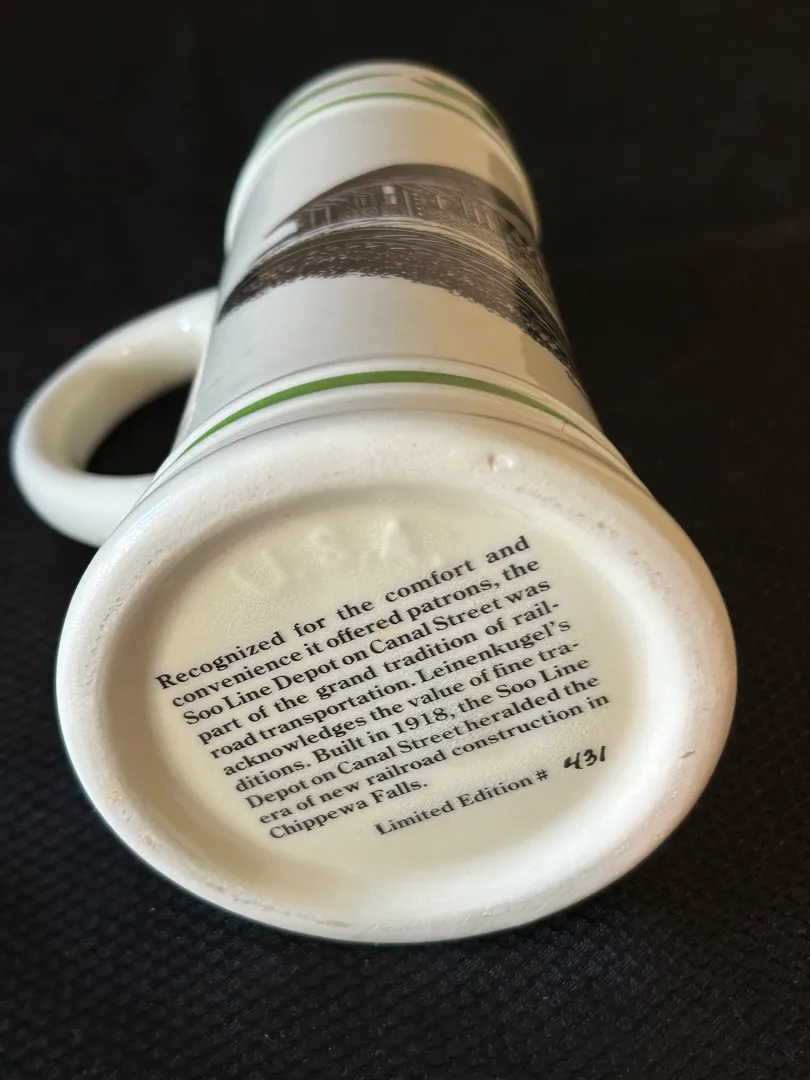 U.S.A.
Recognized for the comfort and
convenience it offered patrons, the
Soo Line Depot on Canal Street was
part of the grand tradition of rail-
road transportation. Leinenkugel's
acknowledges the value of fine tra-
ditions. Built in 1918, the Soo Line
Depot on Canal Street heralded the
era of new railroad construction in
Chippewa Falls.
Limited Edition # 431